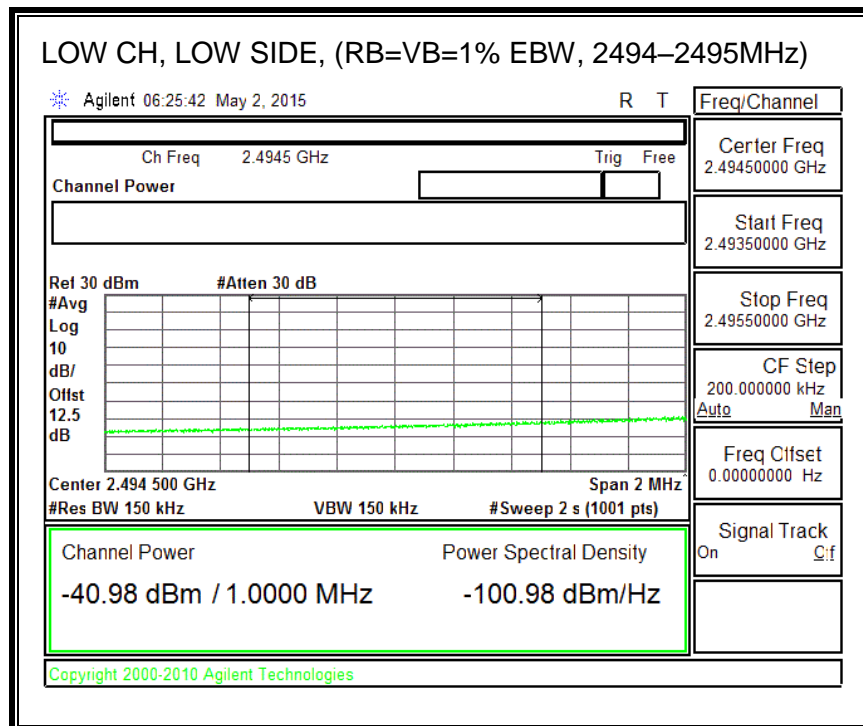 LOW CH, LOW SIDE, (RB=VB=1% EBW, 2494–2495MHz)
Agilent 06:25:42 May 2, 2015 R T
Freq/Channel
Ch Freq 2.4945 GHz Trig Free
Channel Power
Center Freq
2.49450000 GHz
Start Freq
2.49350000 GHz
Stop Freq
2.49550000 GHz
CF Step
200.000000 kHz
Auto Man
Freq Offset
0.00000000 Hz
Signal Track
On Off
Ref 30 dBm #Atten 30 dB
#Avg
Log
10
dB/
Offst
12.5
dB
Center 2.494 500 GHz Span 2 MHz
#Res BW 150 kHz VBW 150 kHz #Sweep 2 s (1001 pts)
Channel Power Power Spectral Density
-40.98 dBm / 1.0000 MHz -100.98 dBm/Hz
Copyright 2000-2010 Agilent Technologies